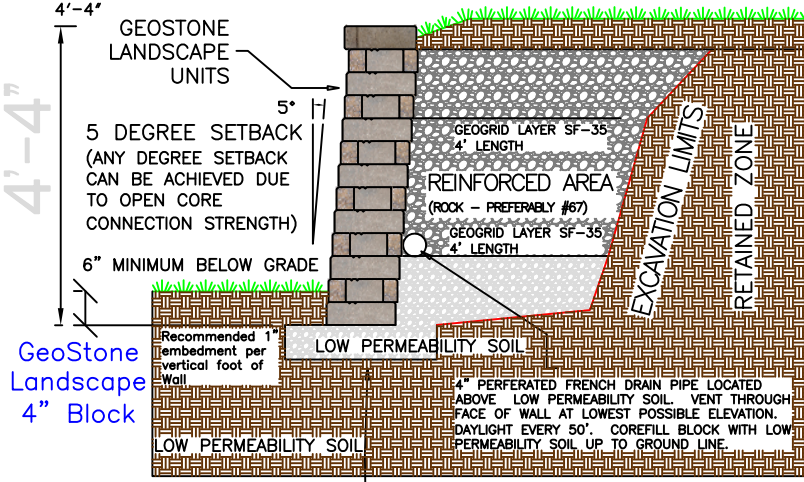 4'-4"
4'-4"
GEOSTONE
LANDSCAPE
UNITS
5°
5 DEGREE SETBACK
(ANY DEGREE SETBACK
CAN BE ACHIEVED DUE
TO OPEN CORE
CONNECTION STRENGTH)
6" MINIMUM BELOW GRADE
GEOGRID LAYER SF-35
4' LENGTH
REINFORCED AREA
(ROCK - PREFERABLY #67)
GEOGRID LAYER SF-35
4' LENGTH
EXCAVATION LIMITS
RETAINED ZONE
GeoStone
Landscape
4" Block
Recommended 1"
embedment per
vertical foot of
Wall
LOW PERMEABILITY SOIL
4" PERFERATED FRENCH DRAIN PIPE LOCATED
ABOVE LOW PERMEABILITY SOIL. VENT THROUGH
FACE OF WALL AT LOWEST POSSIBLE ELEVATION.
DAYLIGHT EVERY 50'. COREFILL BLOCK WITH LOW
PERMEABILITY SOIL UP TO GROUND LINE.
LOW PERMEABILITY SOIL